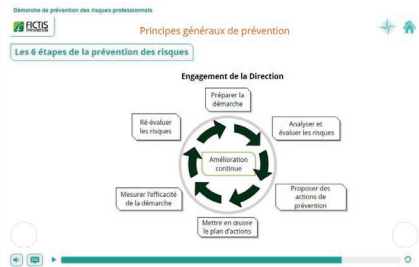 Démarche de prévention des risques professionnels
FICTIS
PRÉVENTION
Principes généraux de prévention
Les 6 étapes de la prévention des risques
Engagement de la Direction
Préparer la
démarche
Ré-évaluer
les risques
Analyser et
évaluer les risques
Amélioration
continue
Mesurer l'efficacité
de la démarche
Proposer des
actions de
prévention
Mettre en œuvre
le plan d'actions